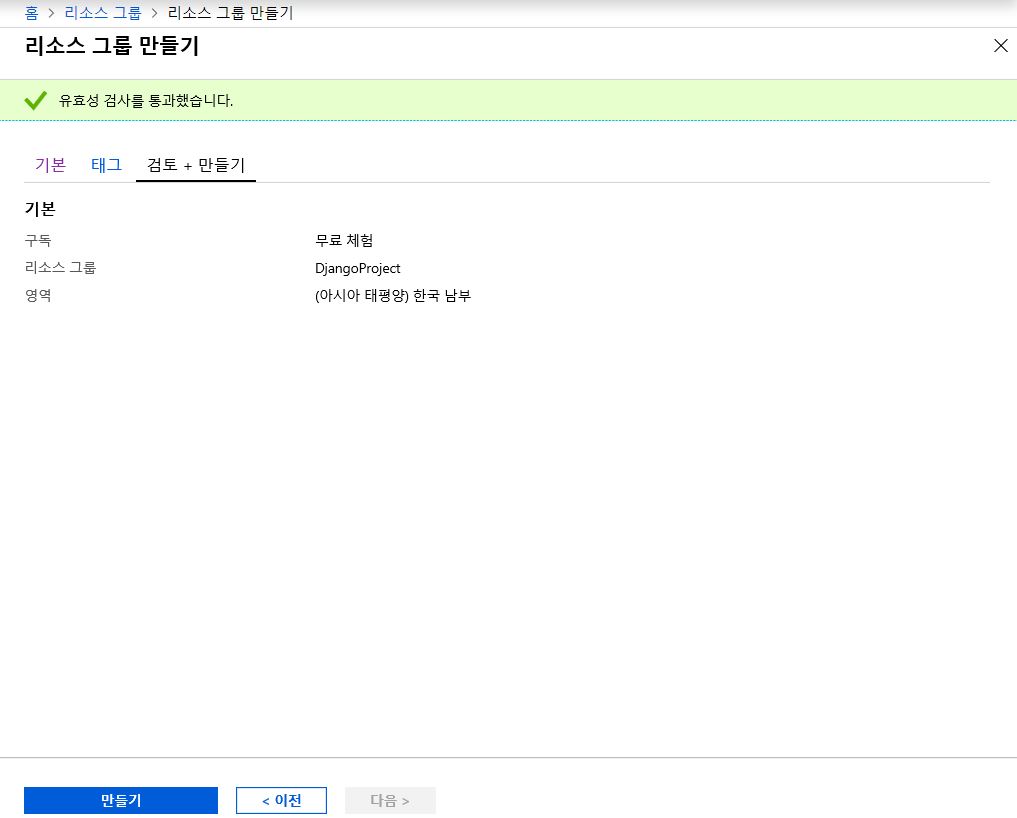 홈 > 리소스 그룹 > 리소스 그룹 만들기
리소스 그룹 만들기
유효성 검사를 통과했습니다.
기본 태그 검토 + 만들기
기본
구독 무료 체험
리소스 그룹 DjangoProject
영역 (아시아 태평양) 한국 남부
만들기 < 이전 다음 >